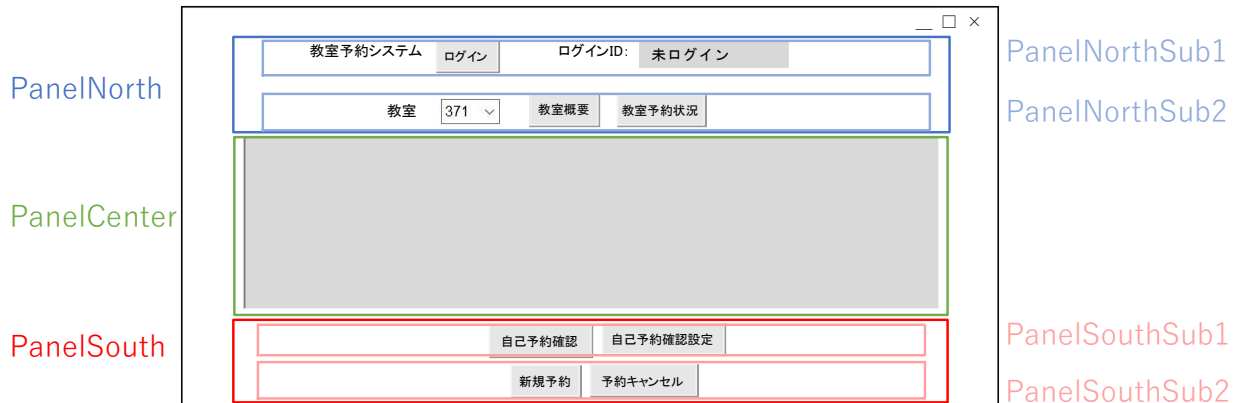 教室予約システム ログイン ログインID: 未ログイン
PanelNorthSub1
PanelNorth
教室 371 教室概要 教室予約状況
PanelNorthSub2
PanelCenter
PanelSouth
自己予約確認 自己予約確認設定
PanelSouthSub1
新規予約 予約キャンセル
PanelSouthSub2